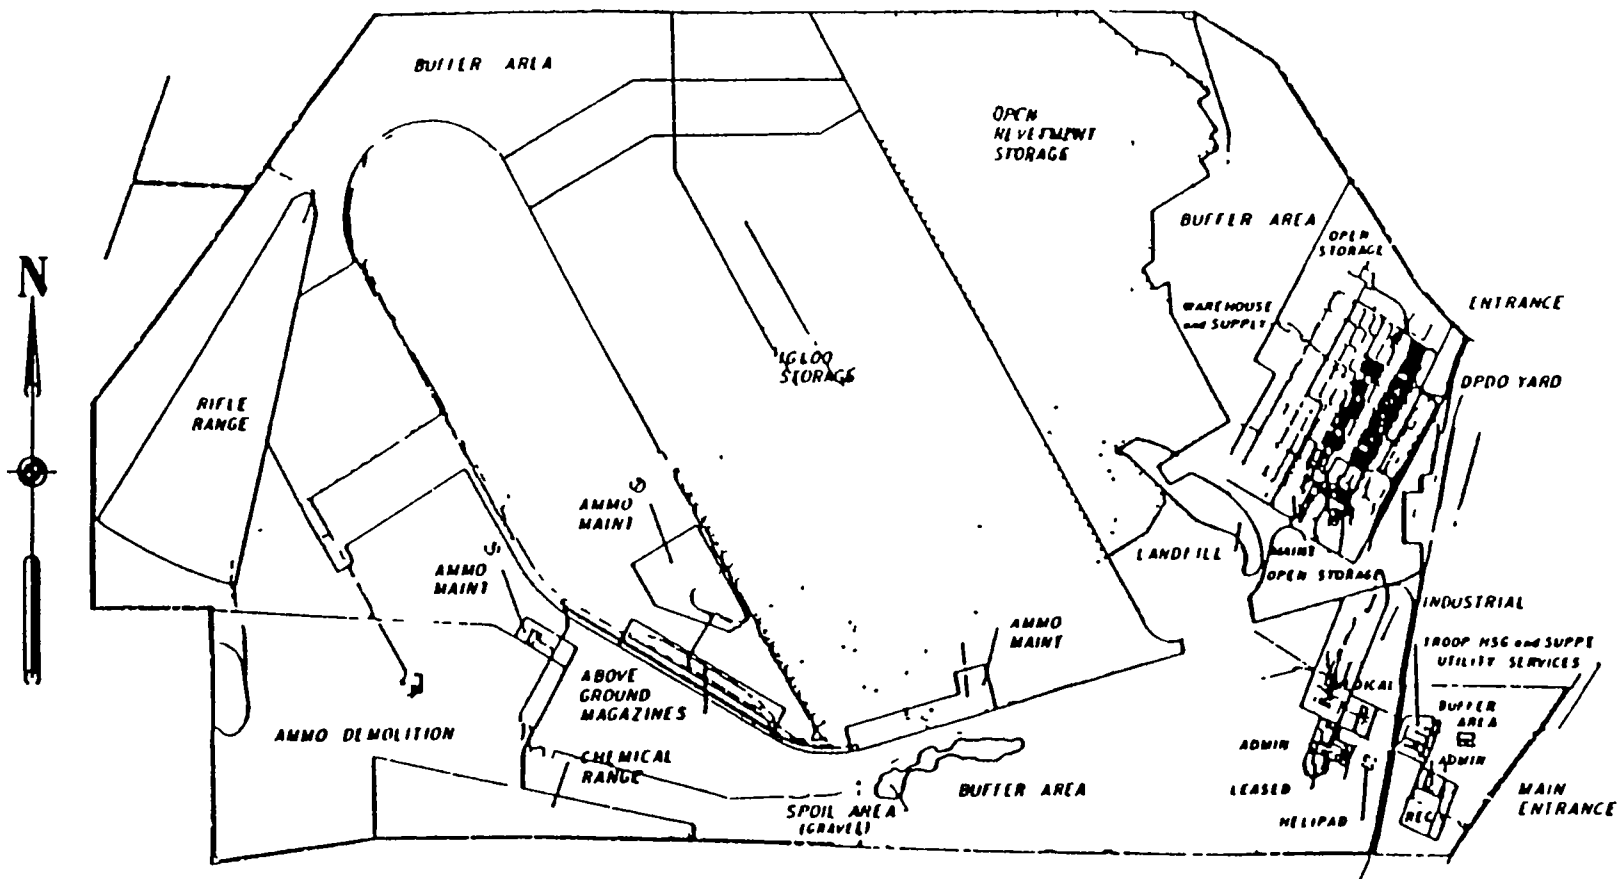 BUFFER AREA
OPEN
REVETMENT
STORAGE
N
BUFFER AREA
OPEN
STORAGE
ENTRANCE
WAREHOUSE
and SUPPLY
IGLOO
STORAGE
DPDO YARD
RIFLE
RANGE
AMMO
MAINT
LANDFILL
MAINT
AMMO
MAINT
OPEN STORAGE
INDUSTRIAL
AMMO
MAINT
TROOP HSG and SUPPT
UTILITY SERVICES
ABOVE
GROUND
MAGAZINES
BUFFER
AREA
AMMO DEMOLITION
ADMIN
ADMIN
CHEMICAL
RANGE
LEASED
BUFFER AREA
MAIN
ENTRANCE
SPOIL AREA
(GRAVEL)
HELIPAD
REC